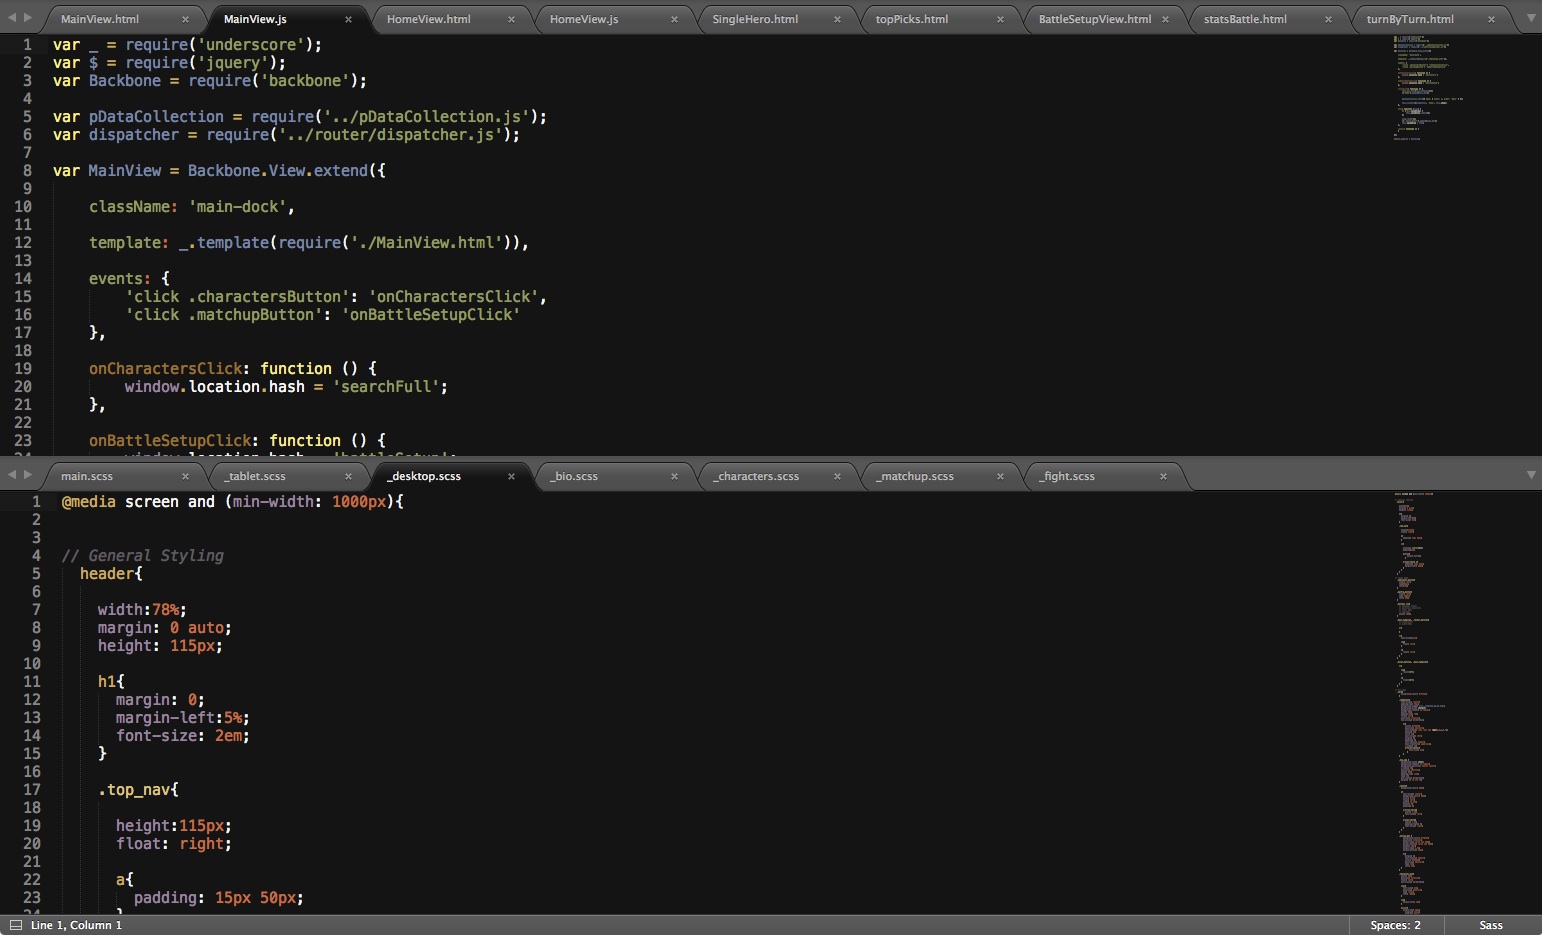 MainView.html × MainView.js × HomeView.html × HomeView.js × SingleHero.html × topPicks.html × BattleSetupView.html × statsBattle.html × turnByTurn.html ×
1 var _ = require('underscore');
2 var $ = require('jquery');
3 var Backbone = require('backbone');
4
5 var pDataCollection = require('../pDataCollection.js');
6 var dispatcher = require('../router/dispatcher.js');
7
8 var MainView = Backbone.View.extend({
9
10 className: 'main-dock',
11
12 template: _.template(require('./MainView.html')),
13
14 events: {
15 'click .charactersButton': 'onCharactersClick',
16 'click .matchupButton': 'onBattleSetupClick'
17 },
18
19 onCharactersClick: function () {
20 window.location.hash = 'searchFull';
21 },
22
23 onBattleSetupClick: function () {
main.scss × _tablet.scss × _desktop.scss × _bio.scss × _characters.scss × _matchup.scss × _fight.scss ×
1 @media screen and (min-width: 1000px){
2
3
4 // General Styling
5 header{
6
7 width:78%;
8 margin: 0 auto;
9 height: 115px;
10
11 h1{
12 margin: 0;
13 margin-left:5%;
14 font-size: 2em;
15 }
16
17 .top_nav{
18
19 height:115px;
20 float: right;
21
22 a{
23 padding: 15px 50px;
Line 1, Column 1 Spaces: 2 Sass